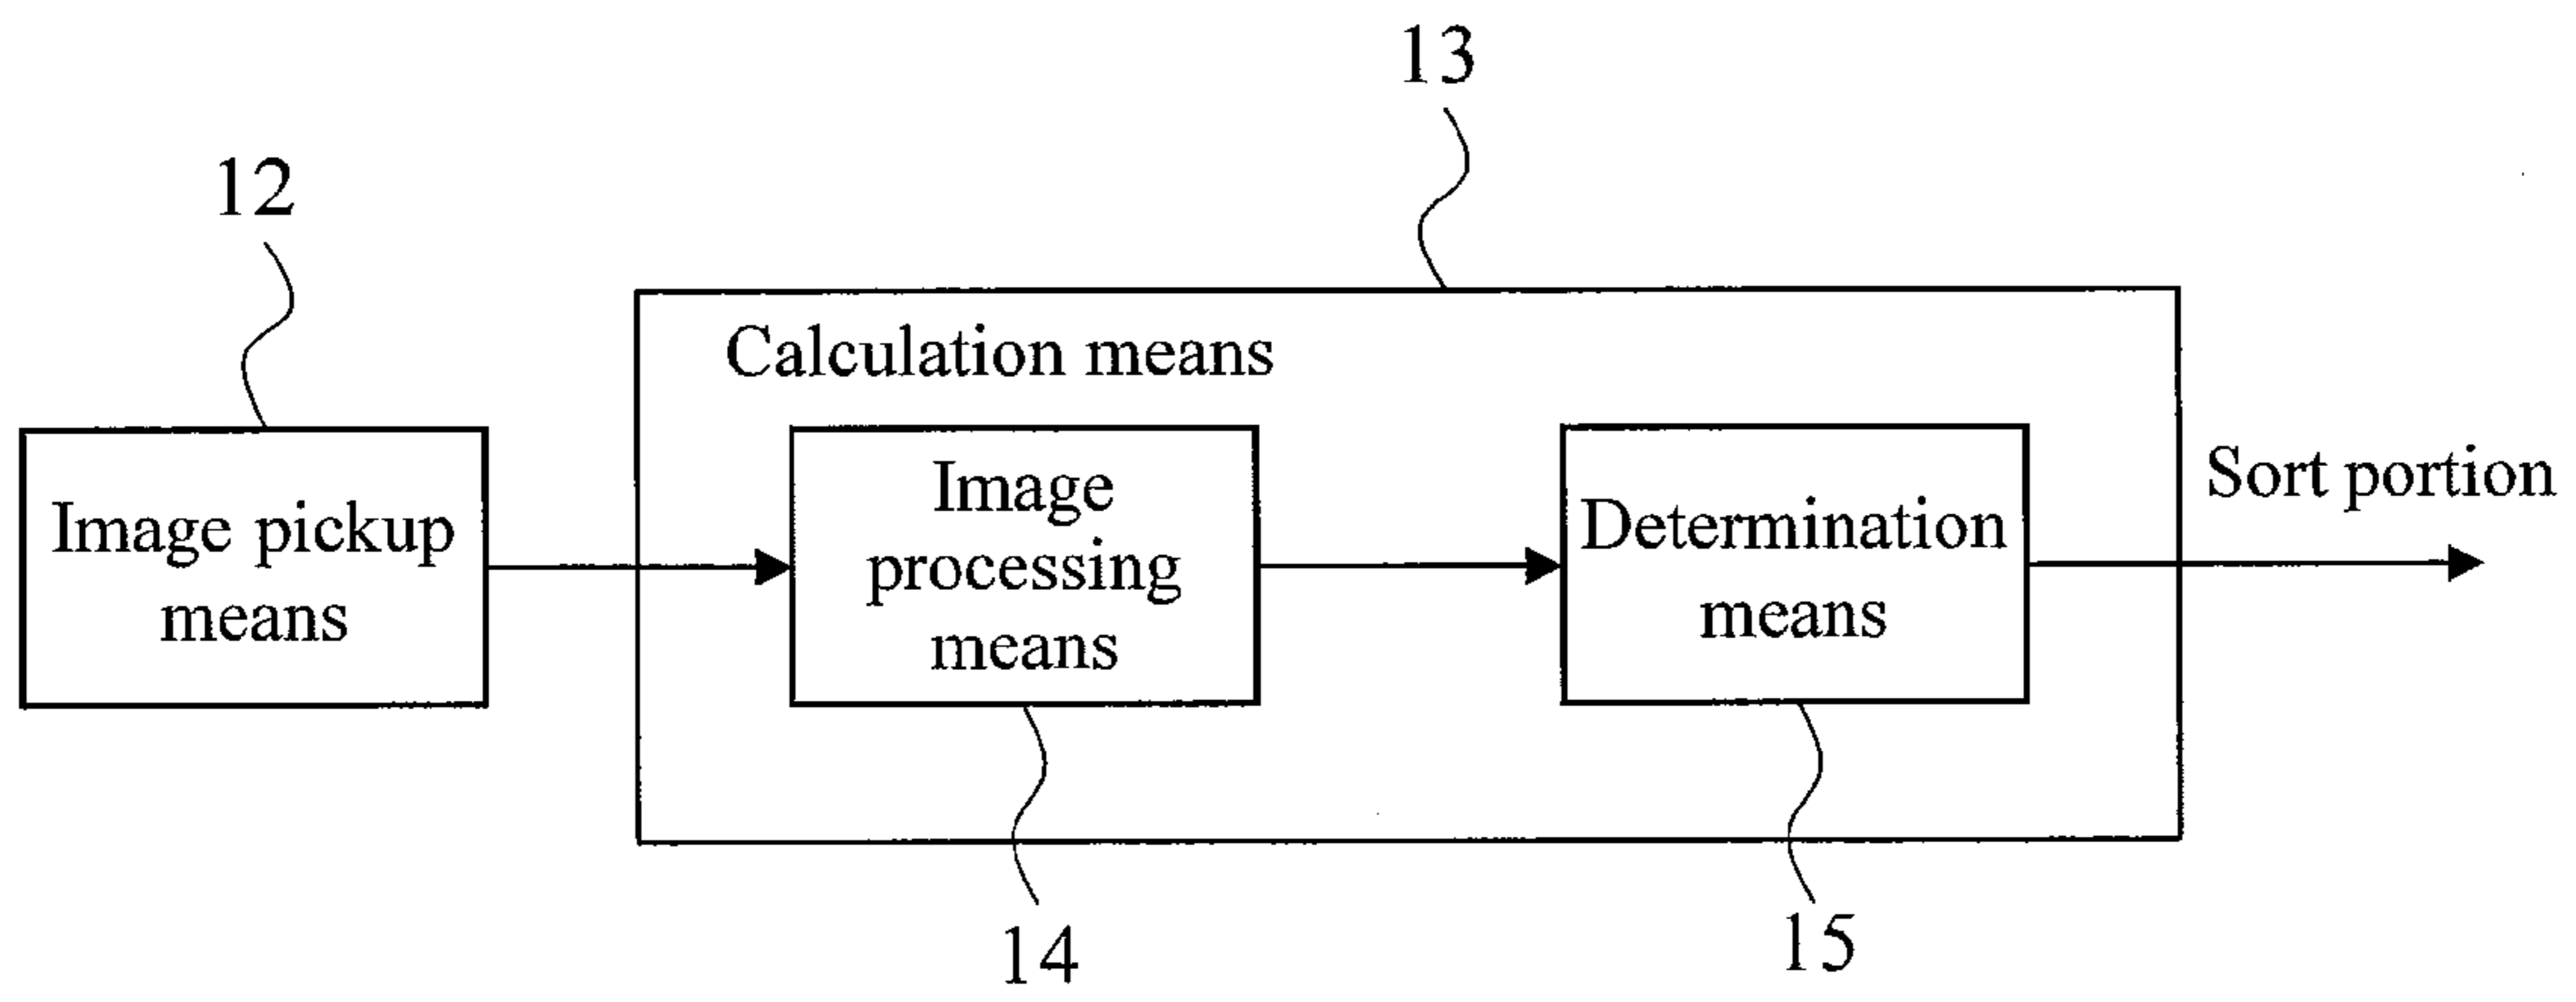 13
12
Calculation means
Image pickup
means
Image
processing
means
Determination
means
Sort portion
14
15